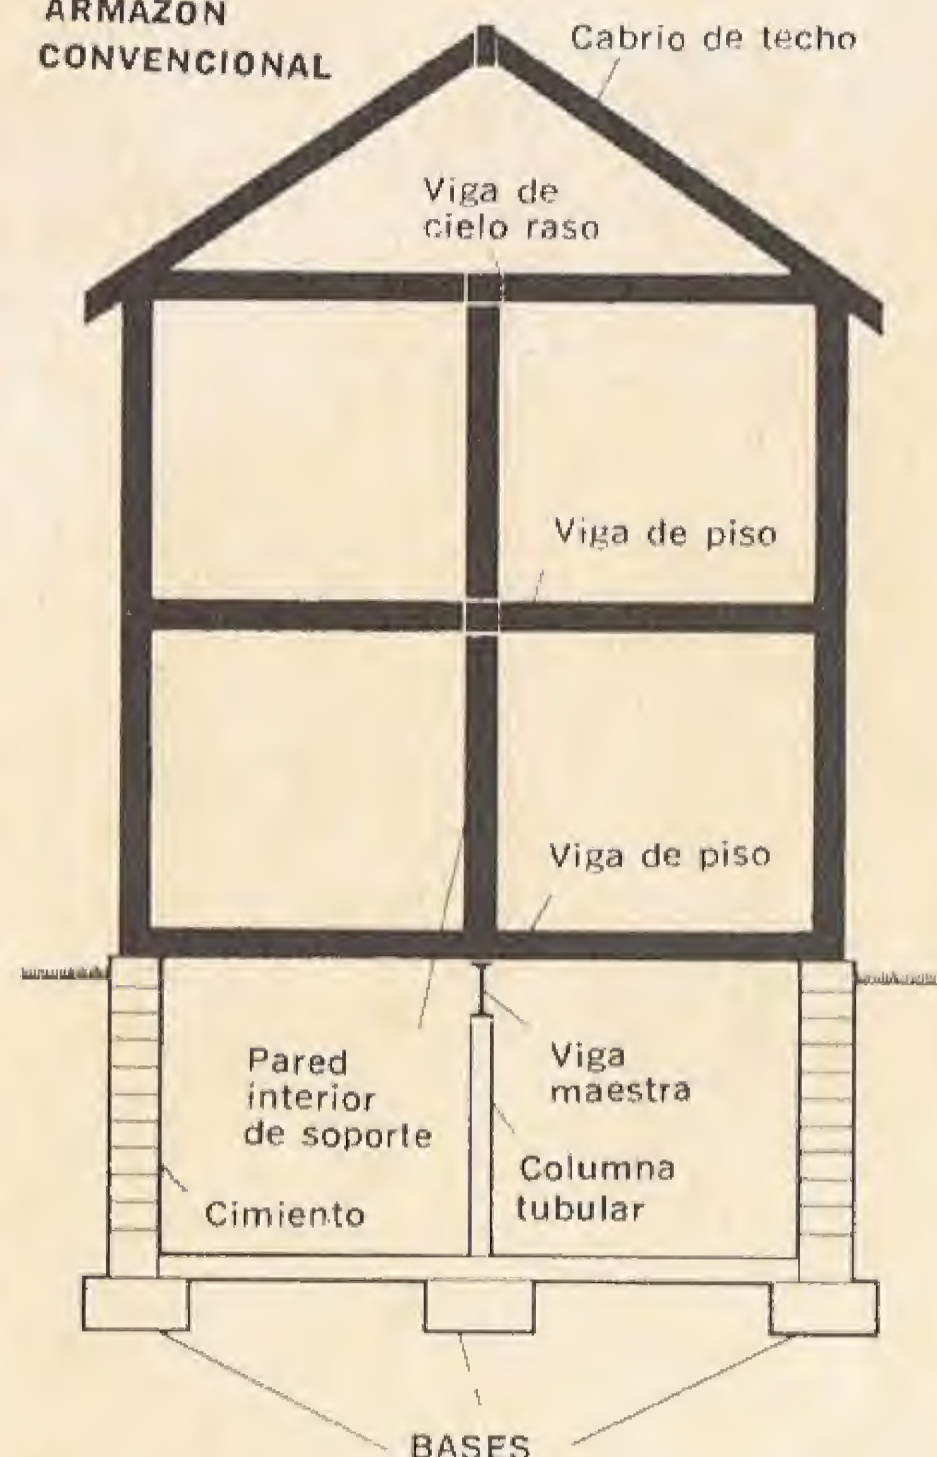 ARMAZON
CONVENCIONAL
Cabrio de techo
Viga de
cielo raso
Viga de piso
Viga de piso
Pared
interior
de soporte
Viga
maestra
Columna
tubular
Cimiento
BASES